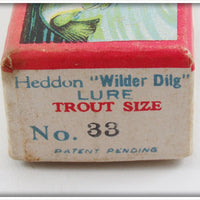 Heddon "Wilder Dilg"
LURE
TROUT SIZE
No. 33
PATENT PENDING